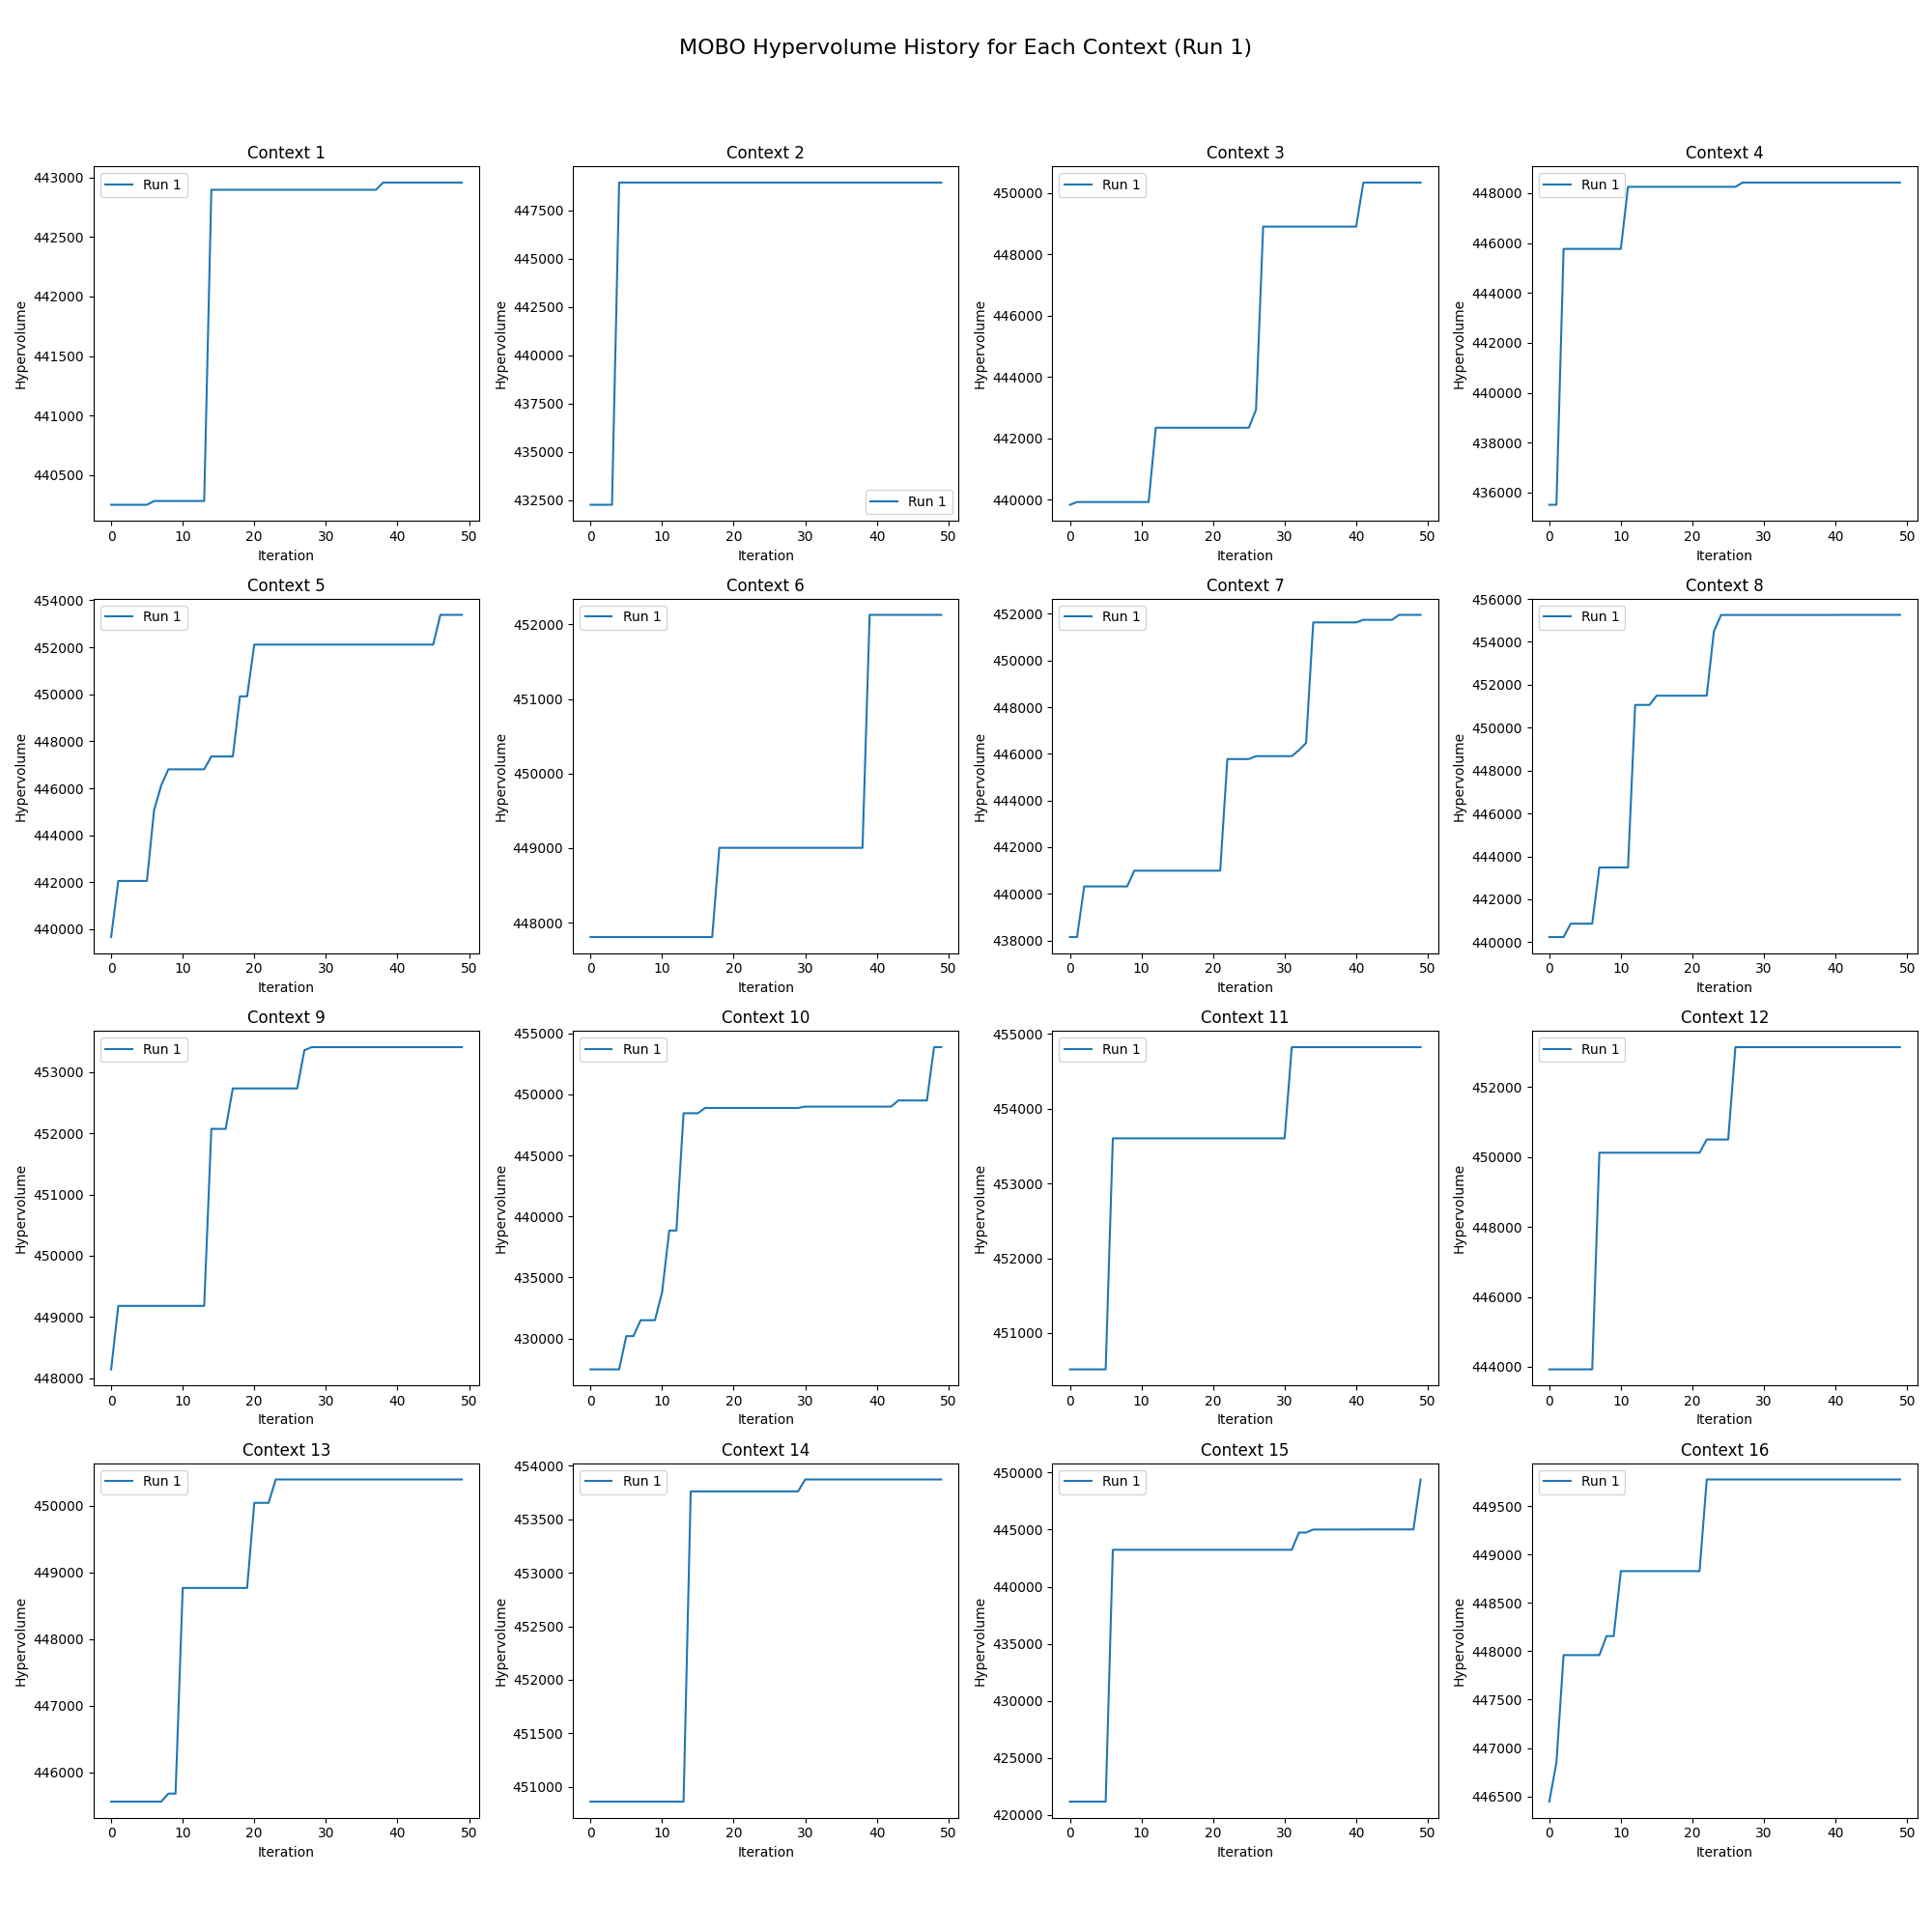 MOBO Hypervolume History for Each Context (Run 1)
Context 1
Run 1
443000
442500
442000
441500
441000
440500
Hypervolume
0 10 20 30 40 50
Iteration
Context 2
Run 1
447500
445000
442500
440000
437500
435000
432500
Hypervolume
0 10 20 30 40 50
Iteration
Context 3
Run 1
450000
448000
446000
444000
442000
440000
Hypervolume
0 10 20 30 40 50
Iteration
Context 4
Run 1
448000
446000
444000
442000
440000
438000
436000
Hypervolume
0 10 20 30 40 50
Iteration
Context 5
Run 1
454000
452000
450000
448000
446000
444000
442000
440000
Hypervolume
0 10 20 30 40 50
Iteration
Context 6
Run 1
452000
451000
450000
449000
448000
Hypervolume
0 10 20 30 40 50
Iteration
Context 7
Run 1
452000
450000
448000
446000
444000
442000
440000
438000
Hypervolume
0 10 20 30 40 50
Iteration
Context 8
Run 1
456000
454000
452000
450000
448000
446000
444000
442000
440000
Hypervolume
0 10 20 30 40 50
Iteration
Context 9
Run 1
453000
452000
451000
450000
449000
448000
Hypervolume
0 10 20 30 40 50
Iteration
Context 10
Run 1
455000
450000
445000
440000
435000
430000
Hypervolume
0 10 20 30 40 50
Iteration
Context 11
Run 1
455000
454000
453000
452000
451000
Hypervolume
0 10 20 30 40 50
Iteration
Context 12
Run 1
452000
450000
448000
446000
444000
Hypervolume
0 10 20 30 40 50
Iteration
Context 13
Run 1
450000
449000
448000
447000
446000
Hypervolume
0 10 20 30 40 50
Iteration
Context 14
Run 1
454000
453500
453000
452500
452000
451500
451000
Hypervolume
0 10 20 30 40 50
Iteration
Context 15
Run 1
450000
445000
440000
435000
430000
425000
420000
Hypervolume
0 10 20 30 40 50
Iteration
Context 16
Run 1
449500
449000
448500
448000
447500
447000
446500
Hypervolume
0 10 20 30 40 50
Iteration